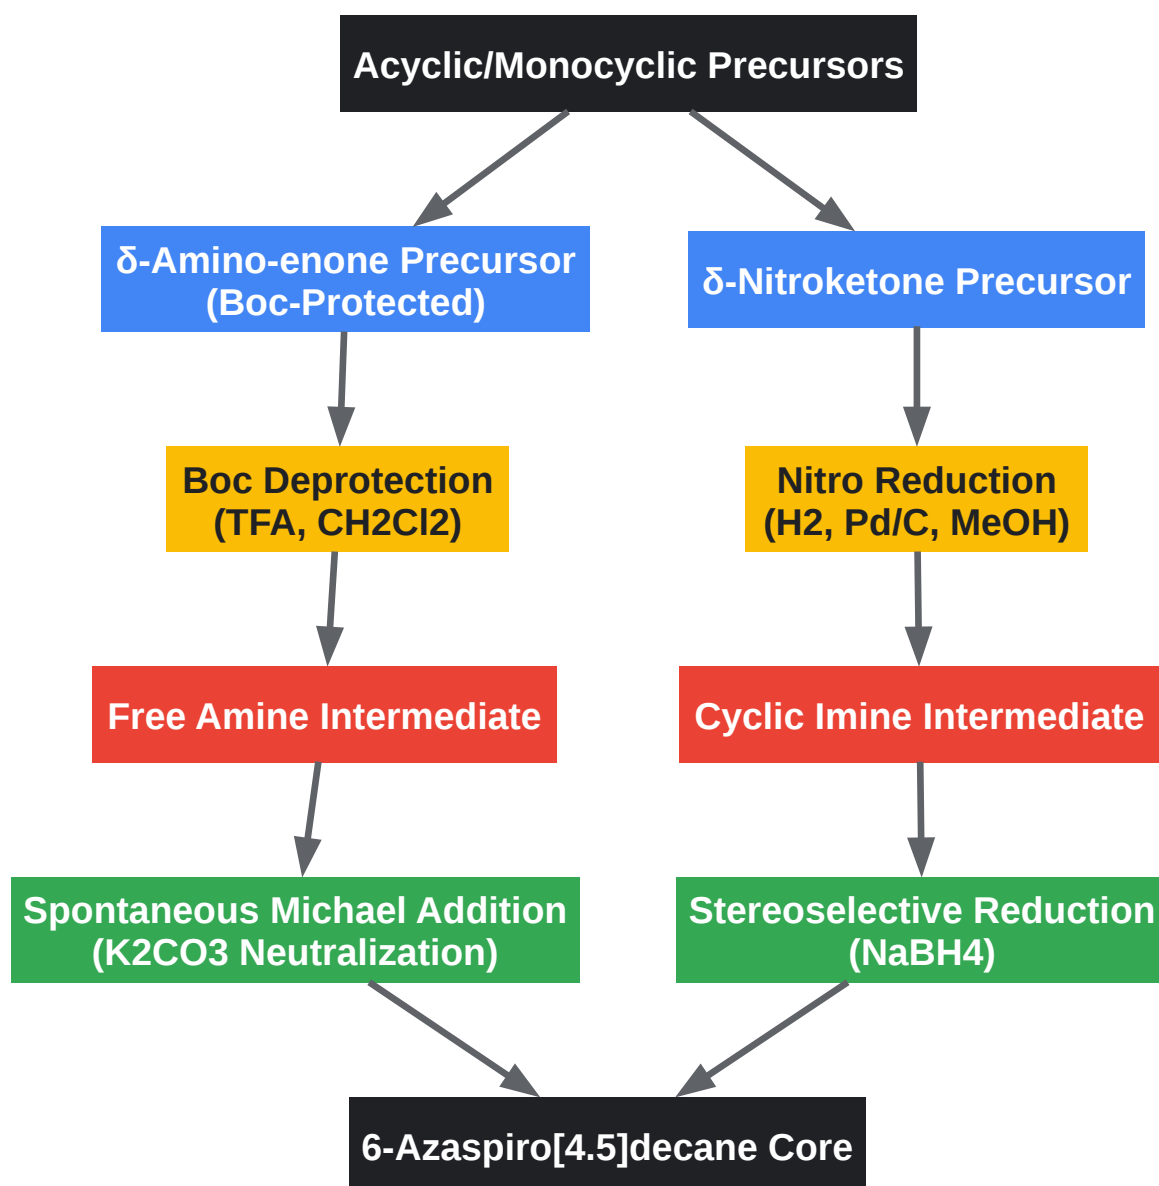 Acyclic/Monocyclic Precursors
δ-Amino-enone Precursor
(Boc-Protected)
δ-Nitroketone Precursor
Boc Deprotection
(TFA, CH2Cl2)
Nitro Reduction
(H2, Pd/C, MeOH)
Free Amine Intermediate
Cyclic Imine Intermediate
Spontaneous Michael Addition
(K2CO3 Neutralization)
Stereoselective Reduction
(NaBH4)
6-Azaspiro[4.5]decane Core